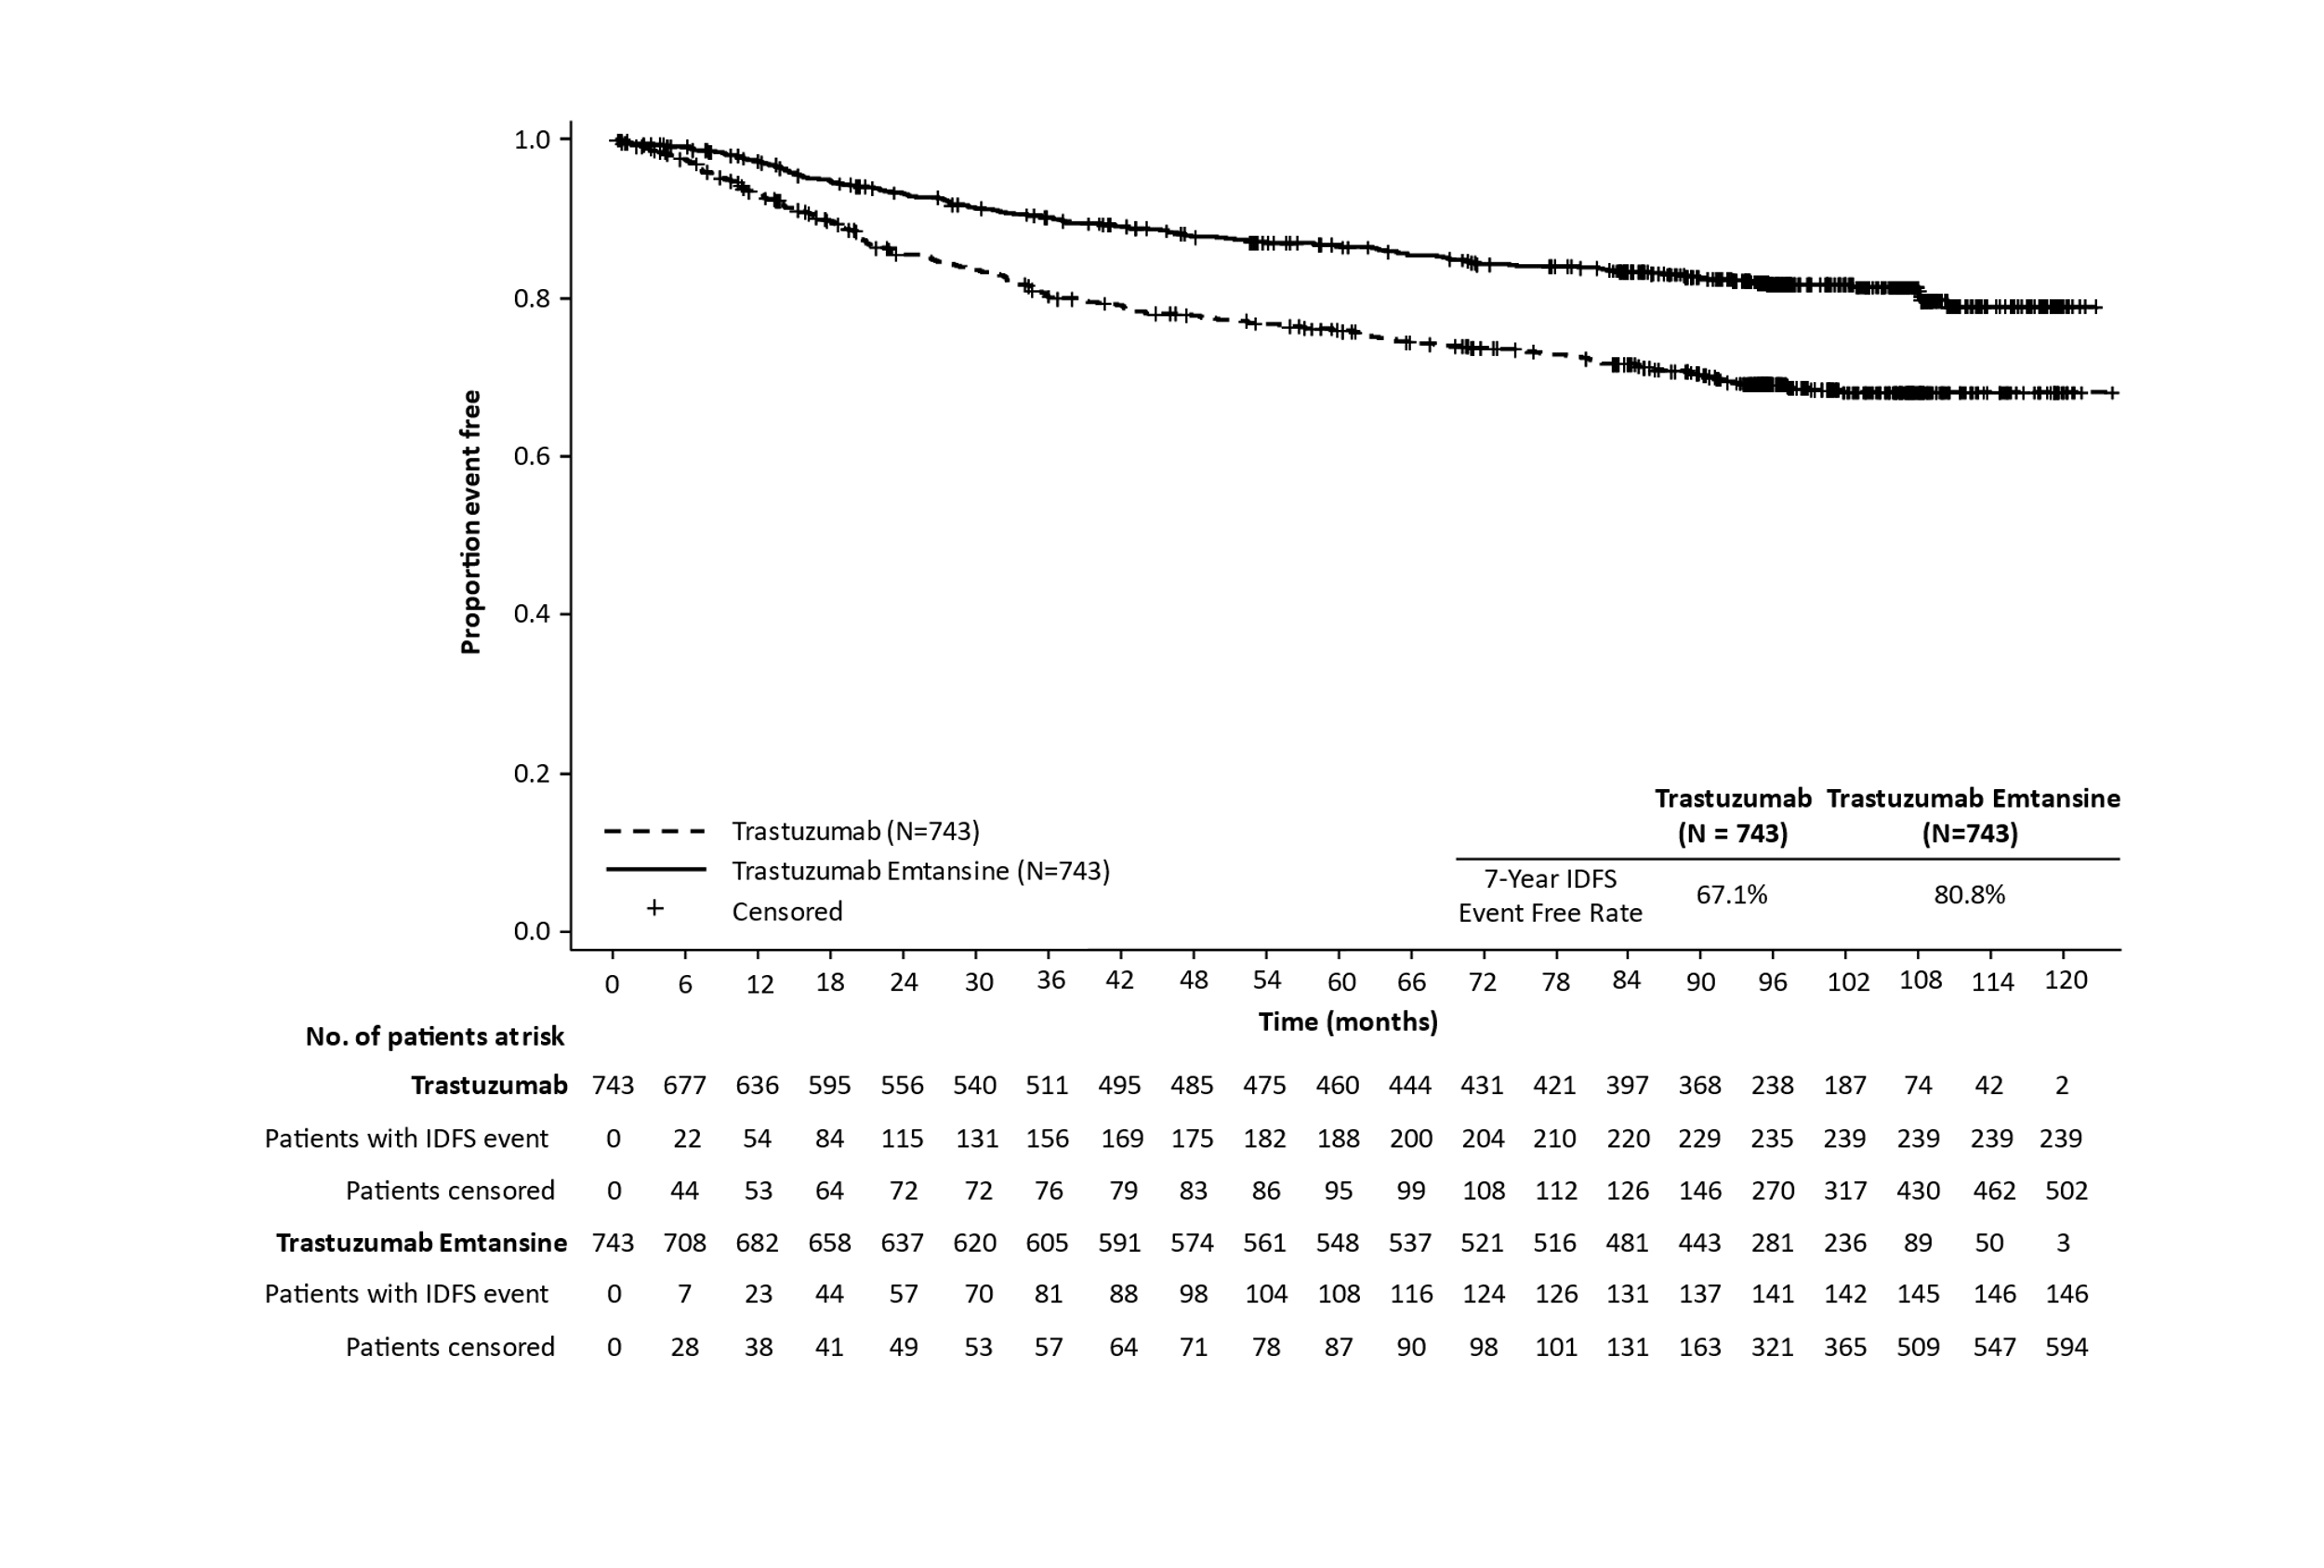 1.0
0.8
0.6
0.4
0.2
0.0
Proportion event free
Trastuzumab (N=743)
Trastuzumab Emtansine (N=743)
+ Censored
Trastuzumab Trastuzumab Emtansine
(N = 743) (N=743)
7-Year IDFS
Event Free Rate 67.1% 80.8%
0 6 12 18 24 30 36 42 48 54 60 66 72 78 84 90 96 102 108 114 120
Time (months)
No. of patients at risk
Trastuzumab 743 677 636 595 556 540 511 495 485 475 460 444 431 421 397 368 238 187 74 42 2
Patients with IDFS event 0 22 54 84 115 131 156 169 175 182 188 200 204 210 220 229 235 239 239 239 239
Patients censored 0 44 53 64 72 72 76 79 83 86 95 99 108 112 126 146 270 317 430 462 502
Trastuzumab Emtansine 743 708 682 658 637 620 605 591 574 561 548 537 521 516 481 443 281 236 89 50 3
Patients with IDFS event 0 7 23 44 57 70 81 88 98 104 108 116 124 126 131 137 141 142 145 146 146
Patients censored 0 28 38 41 49 53 57 64 71 78 87 90 98 101 131 163 321 365 509 547 594